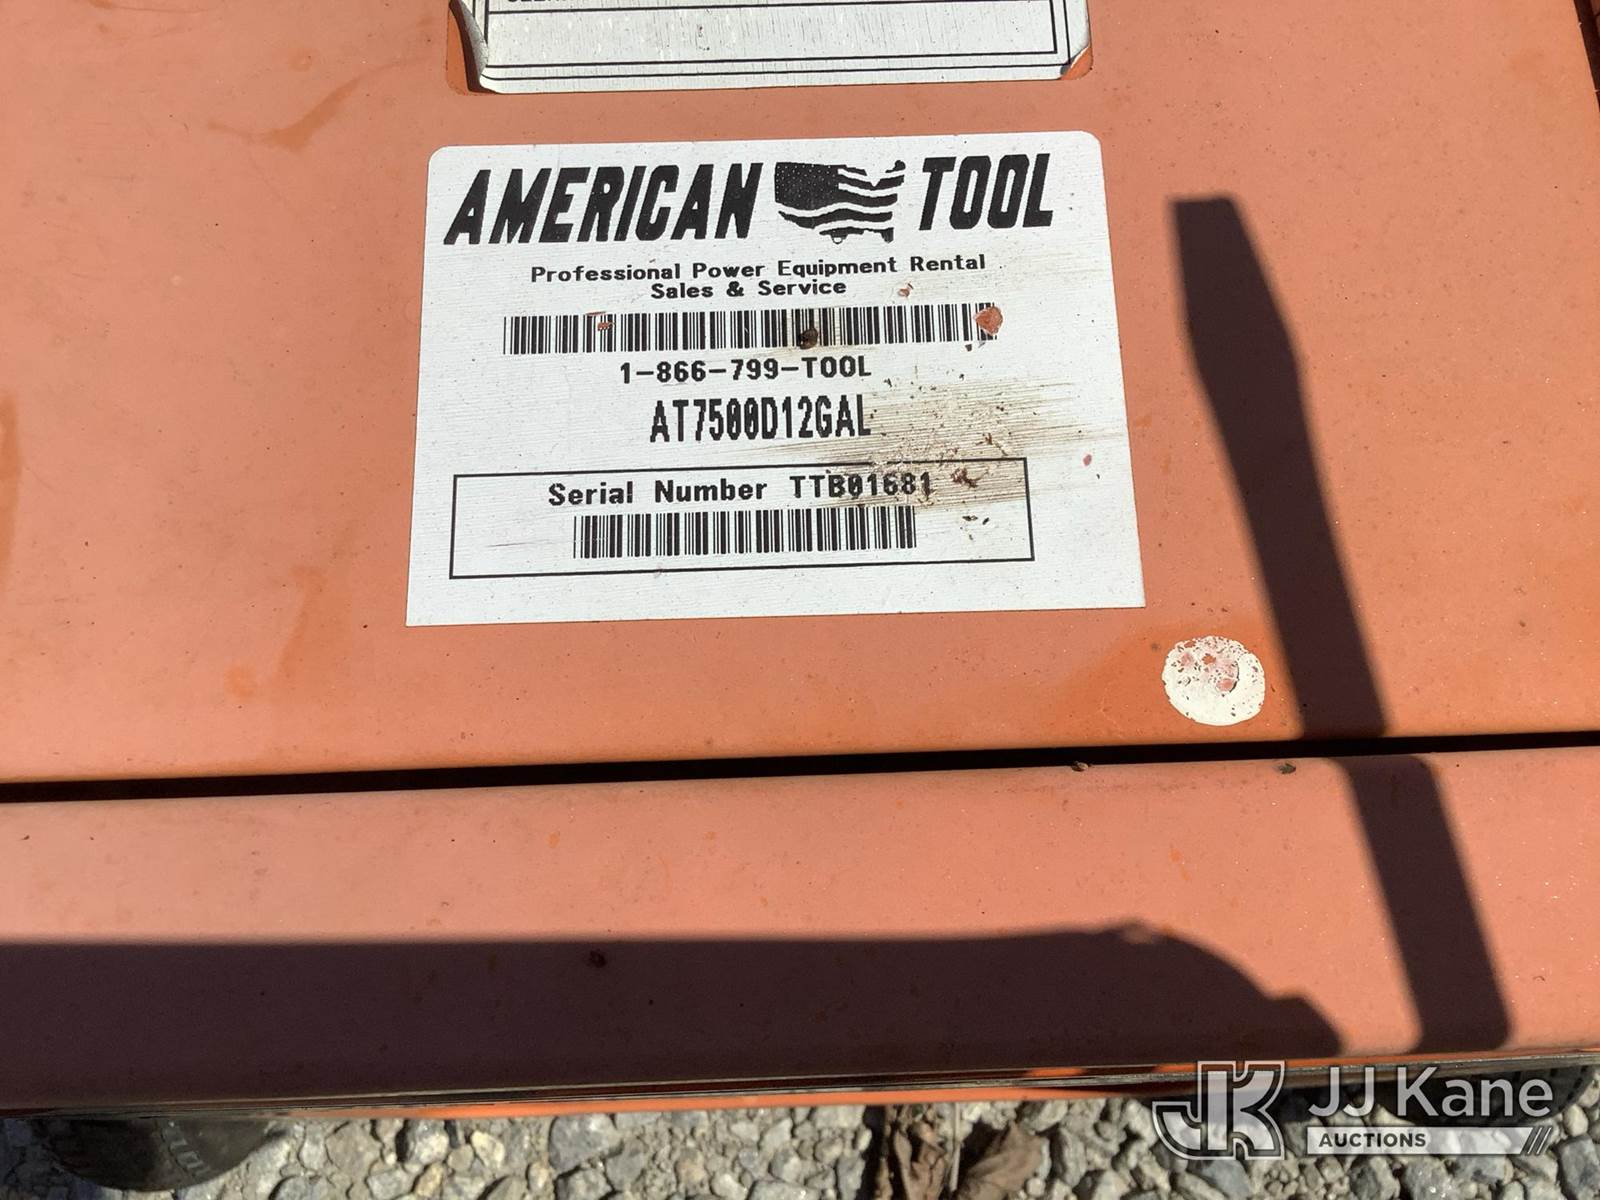 AMERICAN TOOL
Professional Power Equipment Rental
Sales & Service
1-866-799-TOOL
AT7500D12GAL
Serial Number TTB01681
JJ Kane
AUCTIONS